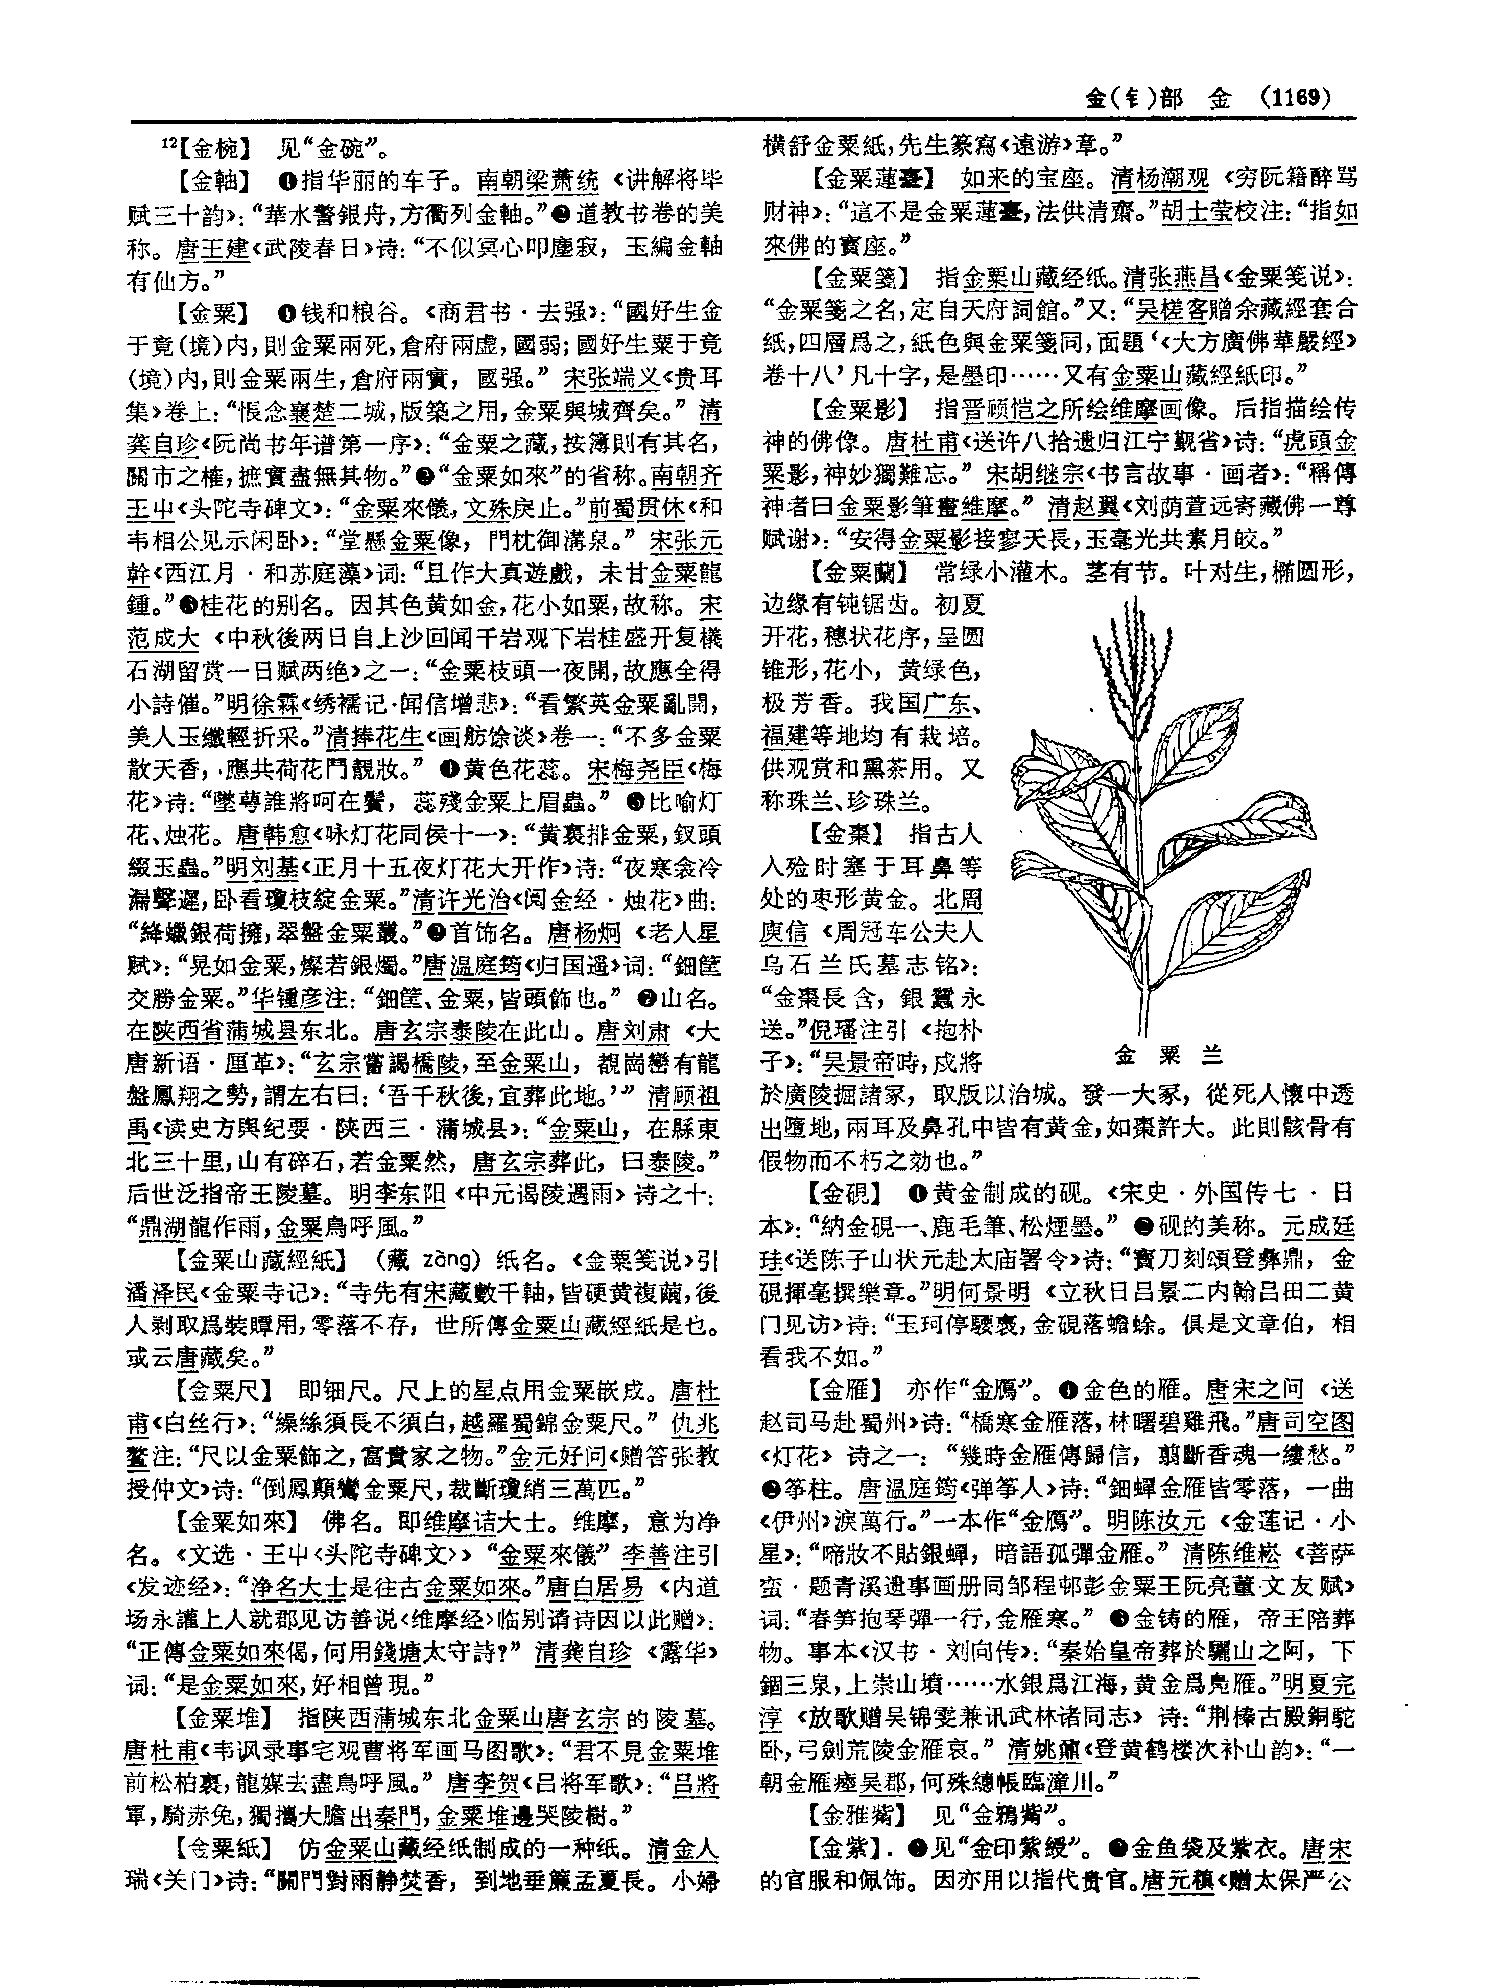 金(钅)部　金　(1169)
¹²【金椀】　见“金碗”。
【金軸】　❶指华丽的车子。南朝梁萧统《讲解将毕
赋三十韵》：“華水警銀舟，方衢列金軸。”❷道教书卷的美
称。唐王建《武陵春日》诗：“不似冥心叩塵寂，玉編金軸
有仙方。”
【金粟】　❶钱和粮谷。《商君书·去强》：“國好生金
于竟(境)内，則金粟兩死，倉府兩虚，國弱；國好生粟于竟
(境)内，則金粟兩生，倉府兩實，國强。”宋张端义《贵耳
集》卷上：“恨念襄楚二城，版築之用，金粟與城齊矣。”清
龚自珍《阮尚书年谱第一序》：“金粟之藏，按簿則有其名，
關市之榷，摭實盡無其物。”❷“金粟如來”的省称。南朝齐
王屮《头陀寺碑文》：“金粟來儀，文殊戾止。”前蜀贯休《和
韦相公见示闲卧》：“堂懸金粟像，門枕御溝泉。”宋张元
幹《西江月·和苏庭藻》词：“且作大真遊戲，未甘金粟龍
鍾。”❸桂花的别名。因其色黄如金，花小如粟，故称。宋
范成大《中秋後两日自上沙回闻千岩观下岩桂盛开复檥
石湖留赏一日赋两绝》之一：“金粟枝頭一夜開，故應全得
小詩催。”明徐霖《绣襦记·闻信增悲》：“看繁英金粟亂開，
美人玉纖輕折采。”清捧花生《画舫馀谈》卷一：“不多金粟
散天香，應共荷花鬥靚妝。”❹黄色花蕊。宋梅尧臣《梅
花》诗：“墜萼誰將呵在鬢，蕊殘金粟上眉蟲。”❺比喻灯
花、烛花。唐韩愈《咏灯花同侯十一》：“黄裏排金粟，釵頭
綴玉蟲。”明刘基《正月十五夜灯花大开作》诗：“夜寒衾冷
漏聲遲，卧看瓊枝綻金粟。”清许光治《阅金经·烛花》曲：
“絳蠟銀荷擁，翠盤金粟叢。”❻首饰名。唐杨炯《老人星
赋》：“晃如金粟，燦若銀燭。”唐温庭筠《归国遥》词：“鈿筐
交勝金粟。”华锺彦注：“鈿筐、金粟，皆頭飾也。”❼山名。
在陕西省蒲城县东北。唐玄宗泰陵在此山。唐刘肃《大
唐新语·厘革》：“玄宗嘗謁橋陵，至金粟山，覩崗巒有龍
盤鳳翔之勢，謂左右曰：‘吾千秋後，宜葬此地。’”清顾祖
禹《读史方舆纪要·陕西三·蒲城县》：“金粟山，在縣東
北三十里，山有碎石，若金粟然，唐玄宗葬此，曰泰陵。”
后世泛指帝王陵墓。明李东阳《中元谒陵遇雨》诗之十：
“鼎湖龍作雨，金粟鳥呼風。”
【金粟山藏經紙】　(藏 zàng) 纸名。《金粟笺说》引
潘泽民《金粟寺记》：“寺先有宋藏數千軸，皆硬黄複繭，後
人剥取爲裝潭用，零落不存，世所傳金粟山藏經紙是也。
或云唐藏矣。”
【金粟尺】　即钿尺。尺上的星点用金粟嵌成。唐杜
甫《白丝行》：“繰絲須長不須白，越羅蜀錦金粟尺。”仇兆
鳌注：“尺以金粟飾之，富貴家之物。”金元好问《赠答张教
授仲文》诗：“倒鳳顛鸞金粟尺，裁斷瓊綃三萬匹。”
【金粟如來】　佛名。即维摩诘大士。维摩，意为净
名。《文选·王屮〈头陀寺碑文〉》“金粟來儀”李善注引
《发迹经》：“净名大士是往古金粟如來。”唐白居易《内道
场永讙上人就郡见访善说〈维摩经〉临别请诗因以此赠》：
“正傳金粟如來偈，何用錢塘太守詩？”清龚自珍《露华》
词：“是金粟如來，好相曾現。”
【金粟堆】　指陕西蒲城东北金粟山唐玄宗的陵墓。
唐杜甫《韦讽录事宅观曹将军画马图歌》：“君不見金粟堆
前松柏裏，龍媒去盡鳥呼風。”唐李贺《吕将军歌》：“吕將
軍，騎赤兔，獨攜大膽出秦門，金粟堆邊哭陵樹。”
【金粟紙】　仿金粟山藏经纸制成的一种纸。清金人
瑞《关门》诗：“關門對雨静焚香，到地垂簾孟夏長。小婦
横舒金粟紙，先生篆寫《遠游》章。”
【金粟蓮臺】　如来的宝座。清杨潮观《穷阮籍醉骂
财神》：“這不是金粟蓮臺，法供清齋。”胡士莹校注：“指如
來佛的寶座。”
【金粟箋】　指金粟山藏经纸。清张燕昌《金粟笺说》：
“金粟箋之名，定自天府詞館。”又：“吴槎客贈余藏經套合
紙，四層爲之，紙色與金粟箋同，面題‘《大方廣佛華嚴經》
卷十八’凡十字，是墨印……又有金粟山藏經紙印。”
【金粟影】　指晋顾恺之所绘维摩画像。后指描绘传
神的佛像。唐杜甫《送许八拾遗归江宁觐省》诗：“虎頭金
粟影，神妙獨難忘。”宋胡继宗《书言故事·画者》：“稱傳
神者曰金粟影筆畫維摩。”清赵翼《刘荫萱远寄藏佛一尊
赋谢》：“安得金粟影接寥天長，玉毫光共素月皎。”
【金粟蘭】　常绿小灌木。茎有节。叶对生，椭圆形，
边缘有钝锯齿。初夏
开花，穗状花序，呈圆
锥形，花小，黄绿色，
极芳香。我国广东、
福建等地均有栽培。
供观赏和熏茶用。又
称珠兰、珍珠兰。
【金棗】　指古人
入殓时塞于耳鼻等
处的枣形黄金。北周
庾信《周冠军公夫人
乌石兰氏墓志铭》：
“金棗長含，銀蠶永
送。”倪璠注引《抱朴
子》：“吴景帝時，戍將
金粟兰
於廣陵掘諸冢，取版以治城。發一大冢，從死人懷中透
出墮地，兩耳及鼻孔中皆有黄金，如棗許大。此則骸骨有
假物而不朽之効也。”
【金硯】　❶黄金制成的砚。《宋史·外国传七·日
本》：“納金硯一、鹿毛筆、松煙墨。”❷砚的美称。元成廷
珪《送陈子山状元赴太庙署令》诗：“寳刀刻頌登彝鼎，金
硯揮毫撰樂章。”明何景明《立秋日吕景二内翰吕田二黄
门见访》诗：“玉珂停騕褭，金硯落蟾蜍。俱是文章伯，相
看我不如。”
【金雁】　亦作“金鴈”。❶金色的雁。唐宋之问《送
赵司马赴蜀州》诗：“橋寒金雁落，林曙碧雞飛。”唐司空图
《灯花》诗之一：“幾時金雁傳歸信，翦斷香魂一縷愁。”
❷筝柱。唐温庭筠《弹筝人》诗：“鈿蟬金雁皆零落，一曲
《伊州》淚萬行。”一本作“金鴈”。明陈汝元《金莲记·小
星》：“啼妝不貼銀蟬，暗語孤彈金雁。”清陈维崧《菩萨
蛮·题青溪遗事画册同邹程邨彭金粟王阮亮董文友赋》
词：“春笋抱琴彈一行，金雁寒。”❸金铸的雁，帝王陪葬
物。事本《汉书·刘向传》：“秦始皇帝葬於驪山之阿，下
錮三泉，上崇山墳……水銀爲江海，黄金爲鳧雁。”明夏完
淳《放歌赠吴锦雯兼讯武林诸同志》诗：“荆榛古殿銅駝
卧，弓劍荒陵金雁哀。”清姚鼐《登黄鹤楼次补山韵》：“一
朝金雁瘞吴郡，何殊繐帳臨漳川。”
【金雅觜】　见“金鵶觜”。
【金紫】．❶见“金印紫綬”。❷金鱼袋及紫衣。唐宋
的官服和佩饰。因亦用以指代贵官。唐元稹《赠太保严公